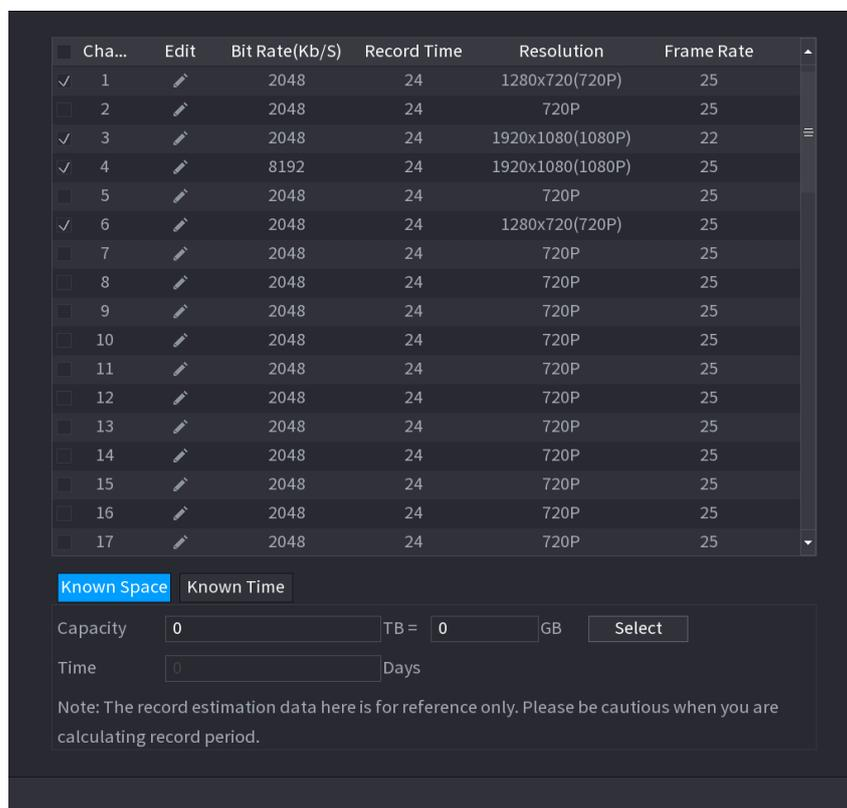 Cha... Edit Bit Rate(Kb/S) Record Time Resolution Frame Rate
1 2048 24 1280x720(720P) 25
2 2048 24 720P 25
3 2048 24 1920x1080(1080P) 22
4 8192 24 1920x1080(1080P) 25
5 2048 24 720P 25
6 2048 24 1280x720(720P) 25
7 2048 24 720P 25
8 2048 24 720P 25
9 2048 24 720P 25
10 2048 24 720P 25
11 2048 24 720P 25
12 2048 24 720P 25
13 2048 24 720P 25
14 2048 24 720P 25
15 2048 24 720P 25
16 2048 24 720P 25
17 2048 24 720P 25
Known Space Known Time
Capacity 0 TB = 0 GB Select
Time 0 Days
Note: The record estimation data here is for reference only. Please be cautious when you are
calculating record period.